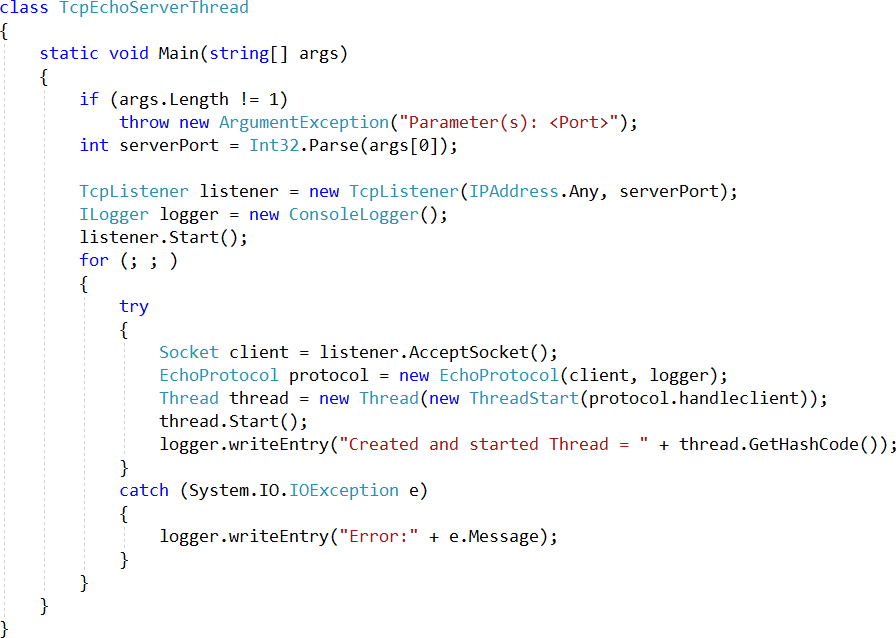 class TcpEchoServerThread
{
    static void Main(string[] args)
    {
        if (args.Length != 1)
            throw new ArgumentException("Parameter(s): <Port>");
        int serverPort = Int32.Parse(args[0]);

        TcpListener listener = new TcpListener(IPAddress.Any, serverPort);
        ILogger logger = new ConsoleLogger();
        listener.Start();
        for (; ; )
        {
            try
            {
                Socket client = listener.AcceptSocket();
                EchoProtocol protocol = new EchoProtocol(client, logger);
                Thread thread = new Thread(new ThreadStart(protocol.handleclient));
                thread.Start();
                logger.writeEntry("Created and started Thread = " + thread.GetHashCode());
            }
            catch (System.IO.IOException e)
            {
                logger.writeEntry("Error:" + e.Message);
            }
        }
    }
}